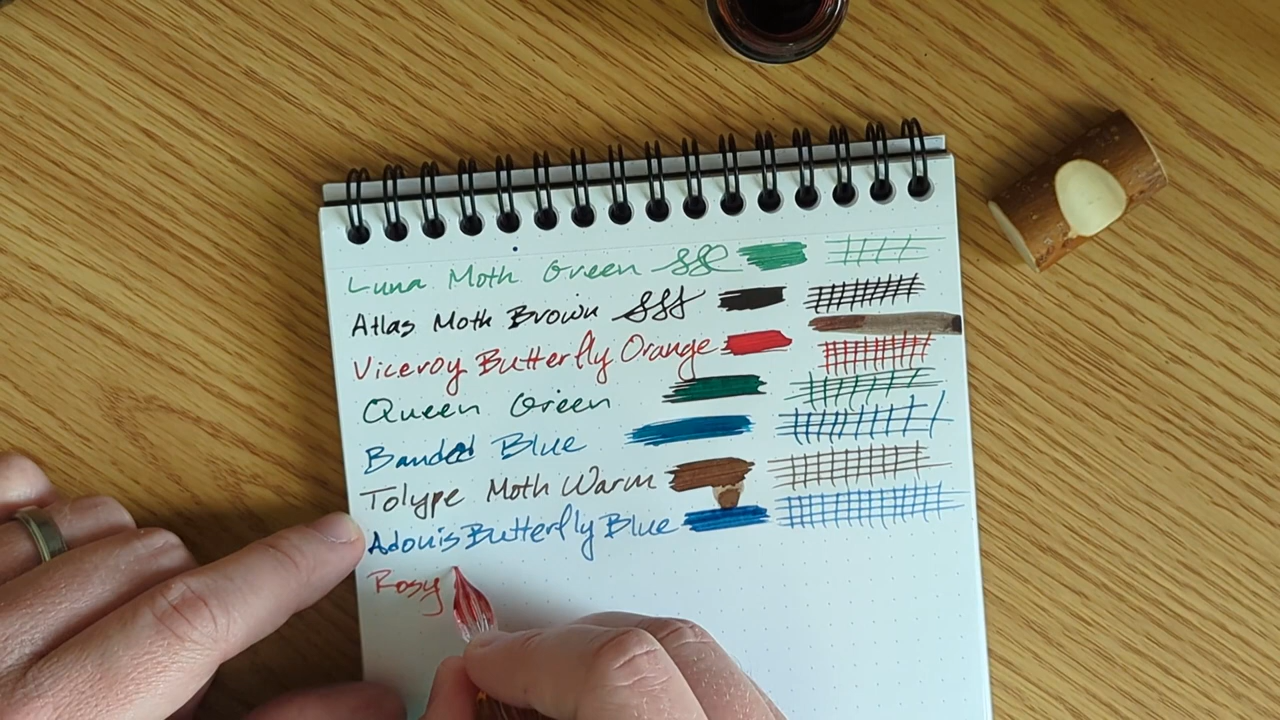 Luna Moth Green
Atlas Moth Brown
Viceroy Butterfly Orange
Queen Green
Banded Blue
Tolype Moth Warm
Adonis Butterfly Blue
Rosy